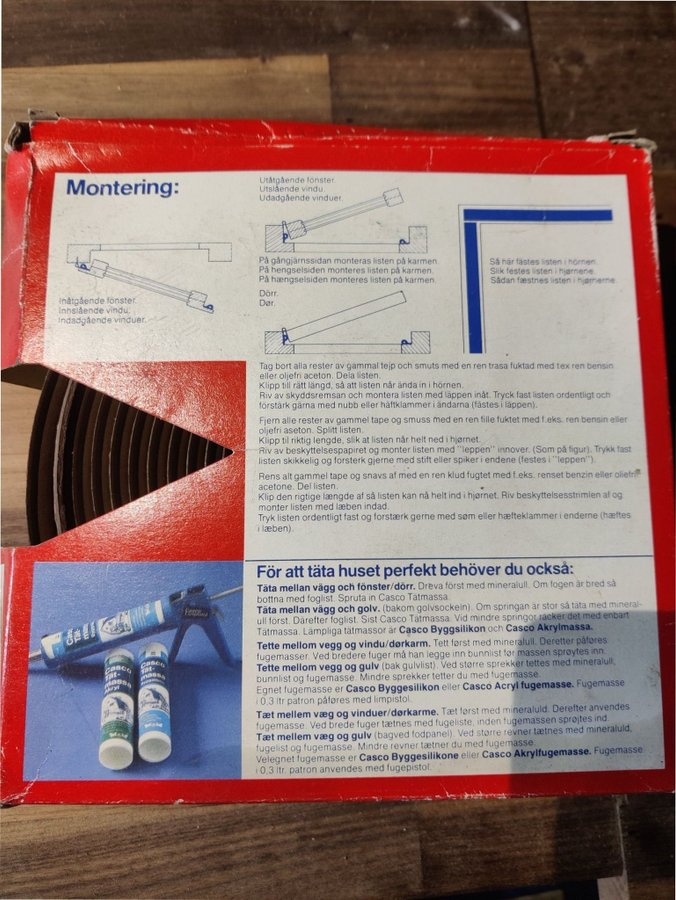 Montering:
Utåtgående fönster.
Utslående vindu.
Udadgående vinduer.
På gångjärnssidan monteras listen på karmen.
På hengselsiden monteres listen på karmen.
På hængselsiden monteres listen på karmen.
Inåtgående fönster.
Innslående vindu.
Indadgående vinduer.
Dörr.
Dør.
Så här fästes listen i hörnen.
Slik festes listen i hjørnene.
Sådan fæstnes listen i hjørnerne.
Tag bort alla rester av gammal tejp och smuts med en ren trasa fuktad med t ex ren bensin
eller oljefri aceton. Dela listen.
Klipp till rätt längd, så att listen når ända in i hörnen.
Riv av skyddsremsan och montera listen med läppen inåt. Tryck fast listen ordentligt och
förstärk gärna med nubb eller häftklammer i ändarna (fästes i läppen).
Fjern alle rester av gammel tape og smuss med en ren fille fuktet med f.eks. ren bensin eller
oljefri aseton. Splitt listen.
Klipp til riktig lengde, slik at listen når helt ned i hjørnet.
Riv av beskyttelsespapiret og monter listen med "leppen" innover. (Som på figur). Trykk fast
listen skikkelig og forsterk gjerne med stift eller spiker i endene (festes i "leppen").
Rens alt gammel tape og snavs af med en ren klud fugtet med f.eks. renset benzin eller oliefri
acetone. Del listen.
Klip den rigtige længde af så listen kan nå helt ind i hjørnet. Riv beskyttelsesstrimlen af og
monter listen med læben indad.
Tryk listen ordentligt fast og forstærk gerne med søm eller hæfteklammer i enderne (hæftes
i læben).
För att täta huset perfekt behöver du också:
Täta mellan vägg och fönster/dörr. Dreva först med mineralull. Om fogen är bred så
bottna med foglist. Spruta in Casco Tätmassa.
Täta mellan vägg och golv. (bakom golvsockeln). Om springan är stor så täta med mineral-
ull först. Därefter foglist. Sist Casco Tätmassa. Vid mindre springor räcker det med enbart
Tätmassa. Lämpliga tätmassor är Casco Byggsilikon och Casco Akrylmassa.
Tette mellom vegg og vindu/dørkarm. Tett først med mineralull. Deretter påføres
fugemasser. Ved bredere fuger må han legge inn bunnlist før massen sprøytes inn.
Tette mellom vegg og gulv (bak gulvlist). Ved større sprekker tettes med mineralull,
bunnlist og fugemasse. Mindre sprekker tetter du med fugemasse.
Egnet fugemasse er Casco Byggesilikon eller Casco Acryl fugemasse. Fugemasse
i 0,3 ltr. patron påføres med limpistol.
Tæt mellem væg og vinduer/dørkarme. Tæt først med mineraluld. Derefter anvendes
fugemasse. Ved brede fuger tætnes med fugeliste, inden fugemassen sprøjtes ind.
Tæt mellem væg og gulv (bagved fodpanel). Ved større revner tætnes med mineraluld,
fugelist og fugemasse. Mindre revner tætner du med fugemasse.
Velegnet fugemasse er Casco Byggesilikone eller Casco Akrylfugemasse. Fugemasse
i 0,3 ltr. patron anvendes med fugepistol.
Casco
Tät-
massa
Akryl
Casco
Tät-
massa